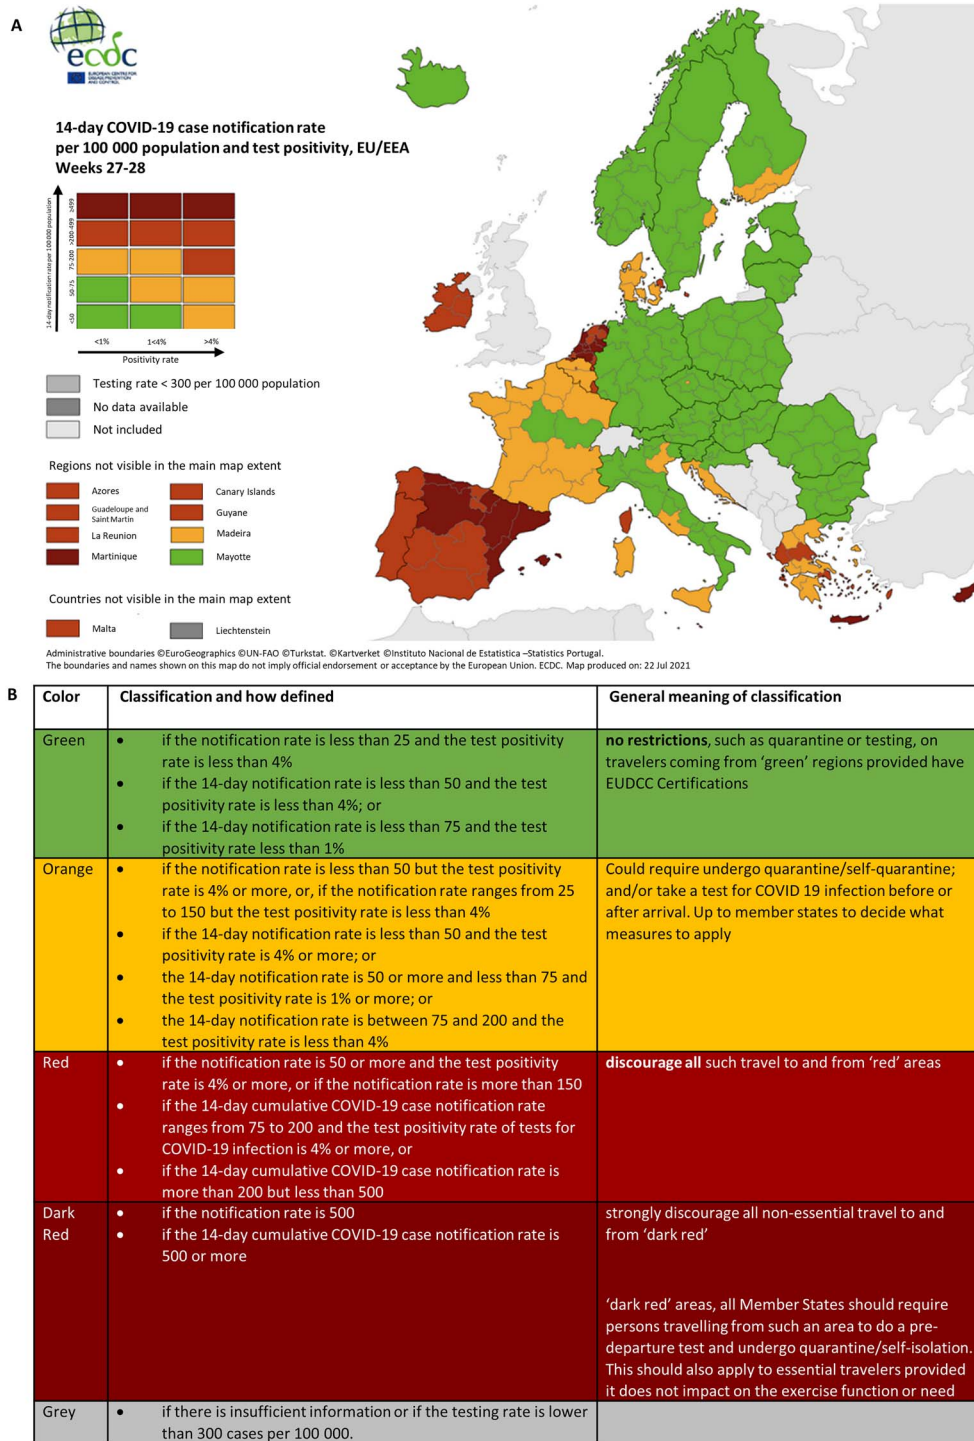 A
ecdc
EUROPEAN CENTRE FOR
DISEASE PREVENTION
AND CONTROL
14-day COVID-19 case notification rate
per 100 000 population and test positivity, EU/EEA
Weeks 27-28
14-day notification rate per 100 000 population
≥499
>200-499
75-200
50-75
<50
<1%
1<4%
>4%
Positivity rate
Testing rate < 300 per 100 000 population
No data available
Not included
Regions not visible in the main map extent
Azores
Canary Islands
Guadeloupe and
Saint Martin
Guyane
La Reunion
Madeira
Martinique
Mayotte
Countries not visible in the main map extent
Malta
Liechtenstein
Administrative boundaries ©EuroGeographics ©UN-FAO ©Turkstat. ©Kartverket ©Instituto Nacional de Estatística –Statistics Portugal.
The boundaries and names shown on this map do not imply official endorsement or acceptance by the European Union. ECDC. Map produced on: 22 Jul 2021
B
Color
Classification and how defined
General meaning of classification
Green
• if the notification rate is less than 25 and the test positivity
rate is less than 4%
• if the 14-day notification rate is less than 50 and the test
positivity rate is less than 4%; or
• if the 14-day notification rate is less than 75 and the test
positivity rate less than 1%
no restrictions, such as quarantine or testing, on
travelers coming from ‘green’ regions provided have
EUDCC Certifications
Orange
• if the notification rate is less than 50 but the test positivity
rate is 4% or more, or, if the notification rate ranges from 25
to 150 but the test positivity rate is less than 4%
• if the 14-day notification rate is less than 50 and the test
positivity rate is 4% or more; or
• the 14-day notification rate is 50 or more and less than 75 and
the test positivity rate is 1% or more; or
• the 14-day notification rate is between 75 and 200 and the
test positivity rate is less than 4%
Could require undergo quarantine/self-quarantine;
and/or take a test for COVID 19 infection before or
after arrival. Up to member states to decide what
measures to apply
Red
• if the notification rate is 50 or more and the test positivity
rate is 4% or more, or if the notification rate is more than 150
• if the 14-day cumulative COVID-19 case notification rate
ranges from 75 to 200 and the test positivity rate of tests for
COVID-19 infection is 4% or more, or
• if the 14-day cumulative COVID-19 case notification rate is
more than 200 but less than 500
discourage all such travel to and from ‘red’ areas
Dark
Red
• if the notification rate is 500
• if the 14-day cumulative COVID-19 case notification rate is
500 or more
strongly discourage all non-essential travel to and
from ‘dark red’
‘dark red’ areas, all Member States should require
persons travelling from such an area to do a pre-
departure test and undergo quarantine/self-isolation.
This should also apply to essential travelers provided
it does not impact on the exercise function or need
Grey
• if there is insufficient information or if the testing rate is lower
than 300 cases per 100 000.